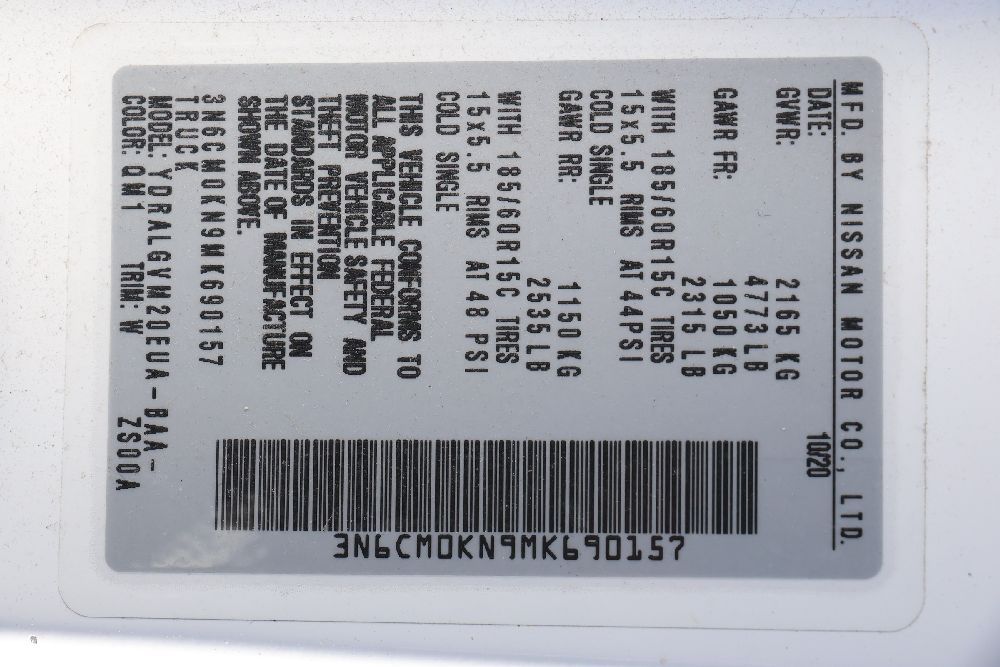 MFD. BY NISSAN MOTOR CO., LTD.
DATE: 10/20
GVWR: 2165 KG
4773LB
GAWR FR: 1050 KG
2315 LB
WITH 185/60R15C TIRES
15x5.5 RIMS AT 44PSI
COLD SINGLE
GAWR RR: 1150 KG
2535 LB
WITH 185/60R15C TIRES
15x5.5 RIMS AT 48 PSI
COLD SINGLE
THIS VEHICLE CONFORMS TO
ALL APPLICABLE FEDERAL
MOTOR VEHICLE SAFETY AND
THEFT PREVENTION
STANDARDS IN EFFECT ON
THE DATE OF MANUFACTURE
SHOWN ABOVE.
3N6CM0KN9MK690157
TRUCK
MODEL: YDRALGVM20EUA-BAA-
COLOR: QM1 TRIM: W ZS00A
3N6CM0KN9MK690157